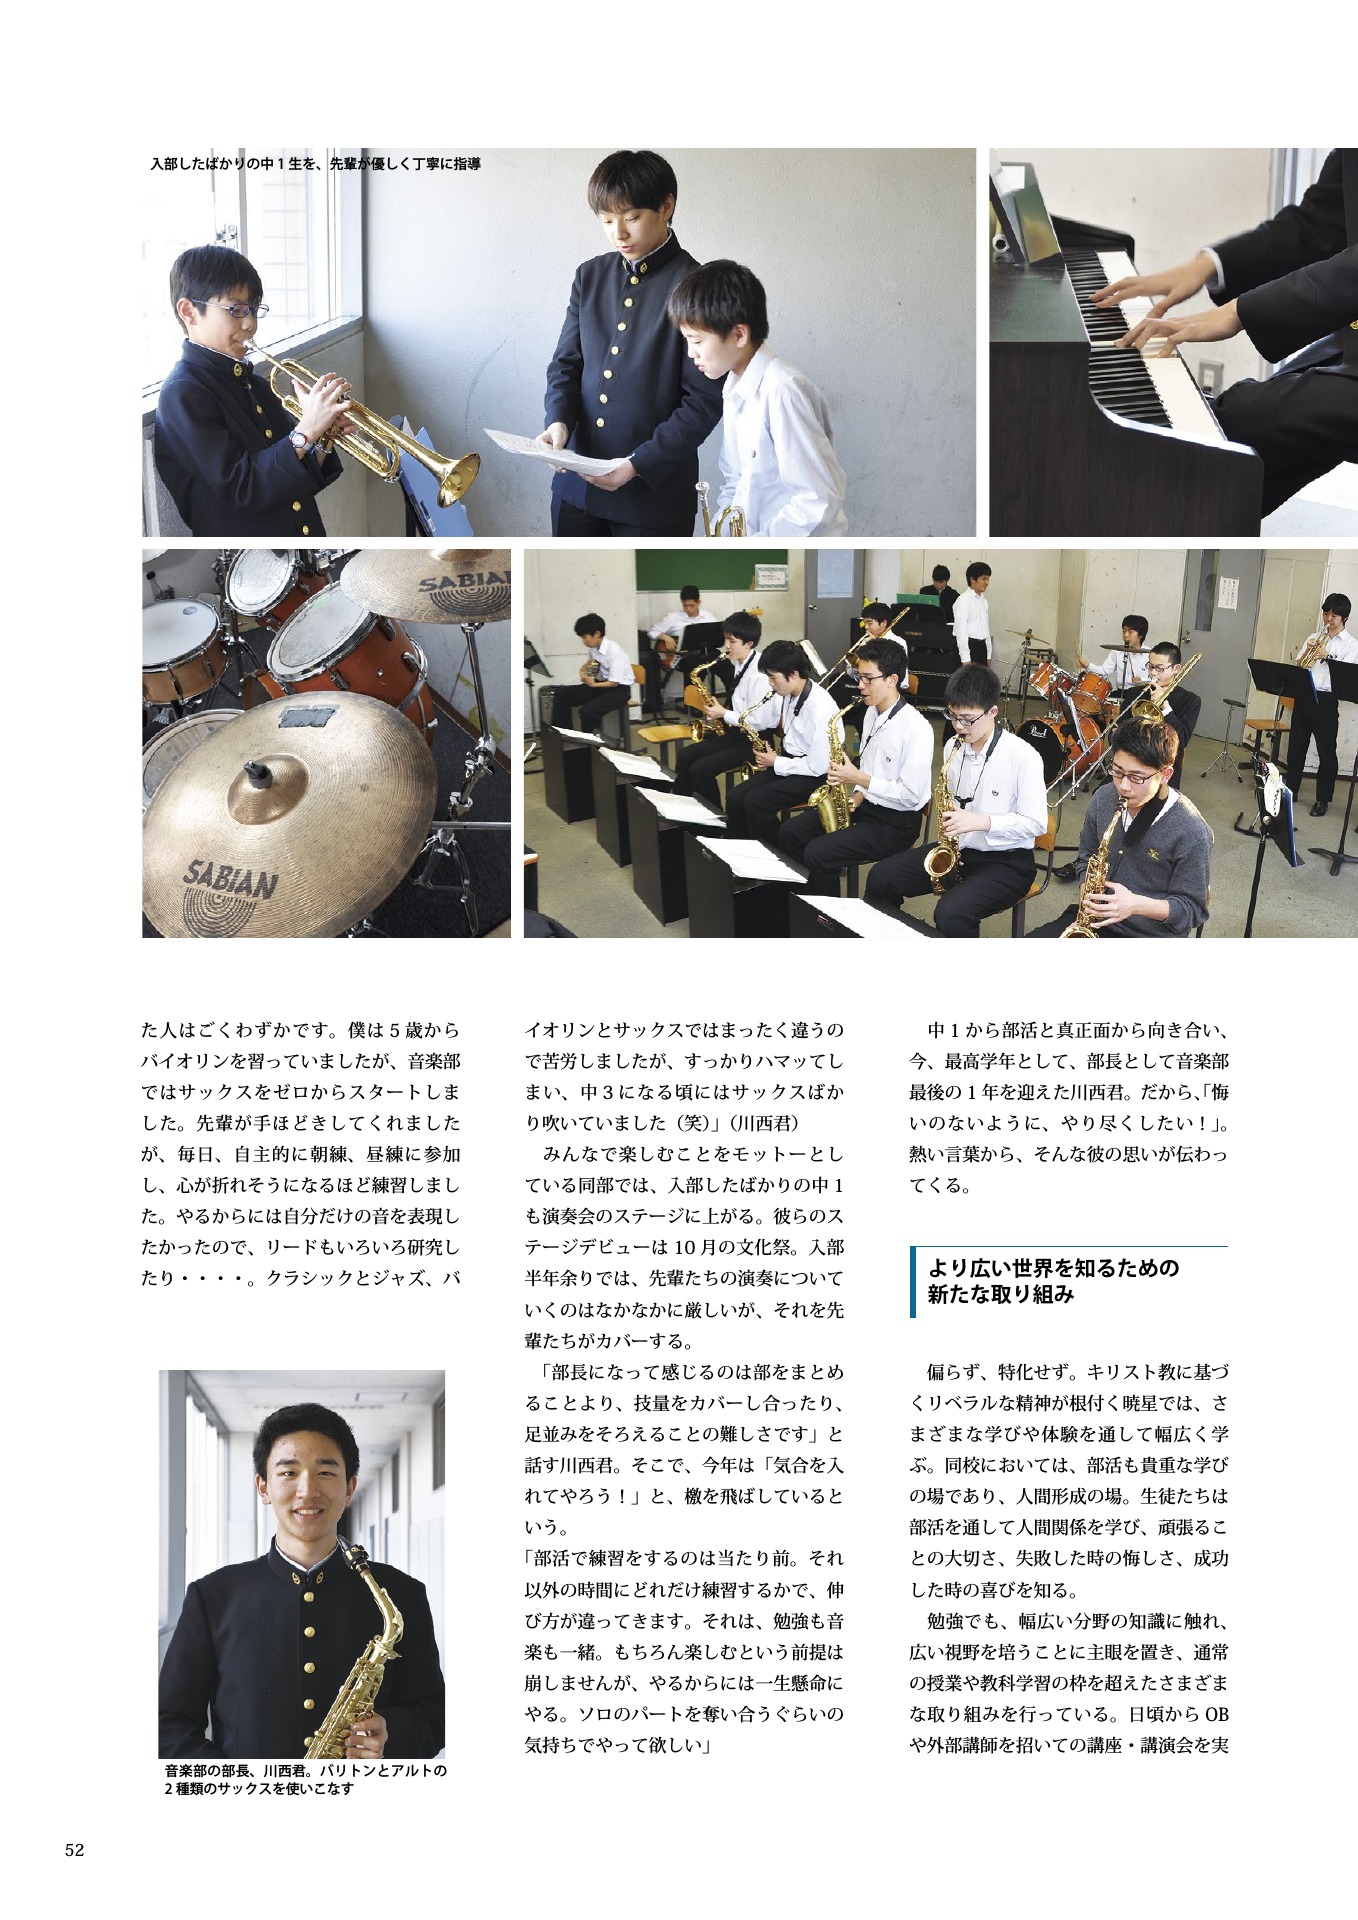 入部したばかりの中1生を、先輩が優しく丁寧に指導
SABIAN
SABIAN
Pearl
た人はごくわずかです。僕は5歳から
バイオリンを習っていましたが、音楽部
ではサックスをゼロからスタートしま
した。先輩が手ほどきしてくれました
が、毎日、自主的に朝練、昼練に参加
し、心が折れそうになるほど練習しまし
た。やるからには自分だけの音を表現し
たかったので、リードもいろいろ研究し
たり・・・・。クラシックとジャズ、バ
音楽部の部長、川西君。バリトンとアルトの
2種類のサックスを使いこなす
イオリンとサックスではまったく違うの
で苦労しましたが、すっかりハマッてし
まい、中3になる頃にはサックスばか
り吹いていました（笑）」（川西君）
　みんなで楽しむことをモットーとし
ている同部では、入部したばかりの中1
も演奏会のステージに上がる。彼らのス
テージデビューは10月の文化祭。入部
半年余りでは、先輩たちの演奏について
いくのはなかなかに厳しいが、それを先
輩たちがカバーする。
「部長になって感じるのは部をまとめ
ることより、技量をカバーし合ったり、
足並みをそろえることの難しさです」と
話す川西君。そこで、今年は「気合を入
れてやろう！」と、檄を飛ばしていると
いう。
「部活で練習をするのは当たり前。それ
以外の時間にどれだけ練習するかで、伸
び方が違ってきます。それは、勉強も音
楽も一緒。もちろん楽しむという前提は
崩しませんが、やるからには一生懸命に
やる。ソロのパートを奪い合うぐらいの
気持ちでやって欲しい」
　中1から部活と真正面から向き合い、
今、最高学年として、部長として音楽部
最後の1年を迎えた川西君。だから、「悔
いのないように、やり尽くしたい！」。
熱い言葉から、そんな彼の思いが伝わっ
てくる。
より広い世界を知るための
新たな取り組み
　偏らず、特化せず。キリスト教に基づ
くリベラルな精神が根付く暁星では、さ
まざまな学びや体験を通して幅広く学
ぶ。同校においては、部活も貴重な学び
の場であり、人間形成の場。生徒たちは
部活を通して人間関係を学び、頑張るこ
との大切さ、失敗した時の悔しさ、成功
した時の喜びを知る。
　勉強でも、幅広い分野の知識に触れ、
広い視野を培うことに主眼を置き、通常
の授業や教科学習の枠を超えたさまざま
な取り組みを行っている。日頃からOB
や外部講師を招いての講座・講演会を実
52